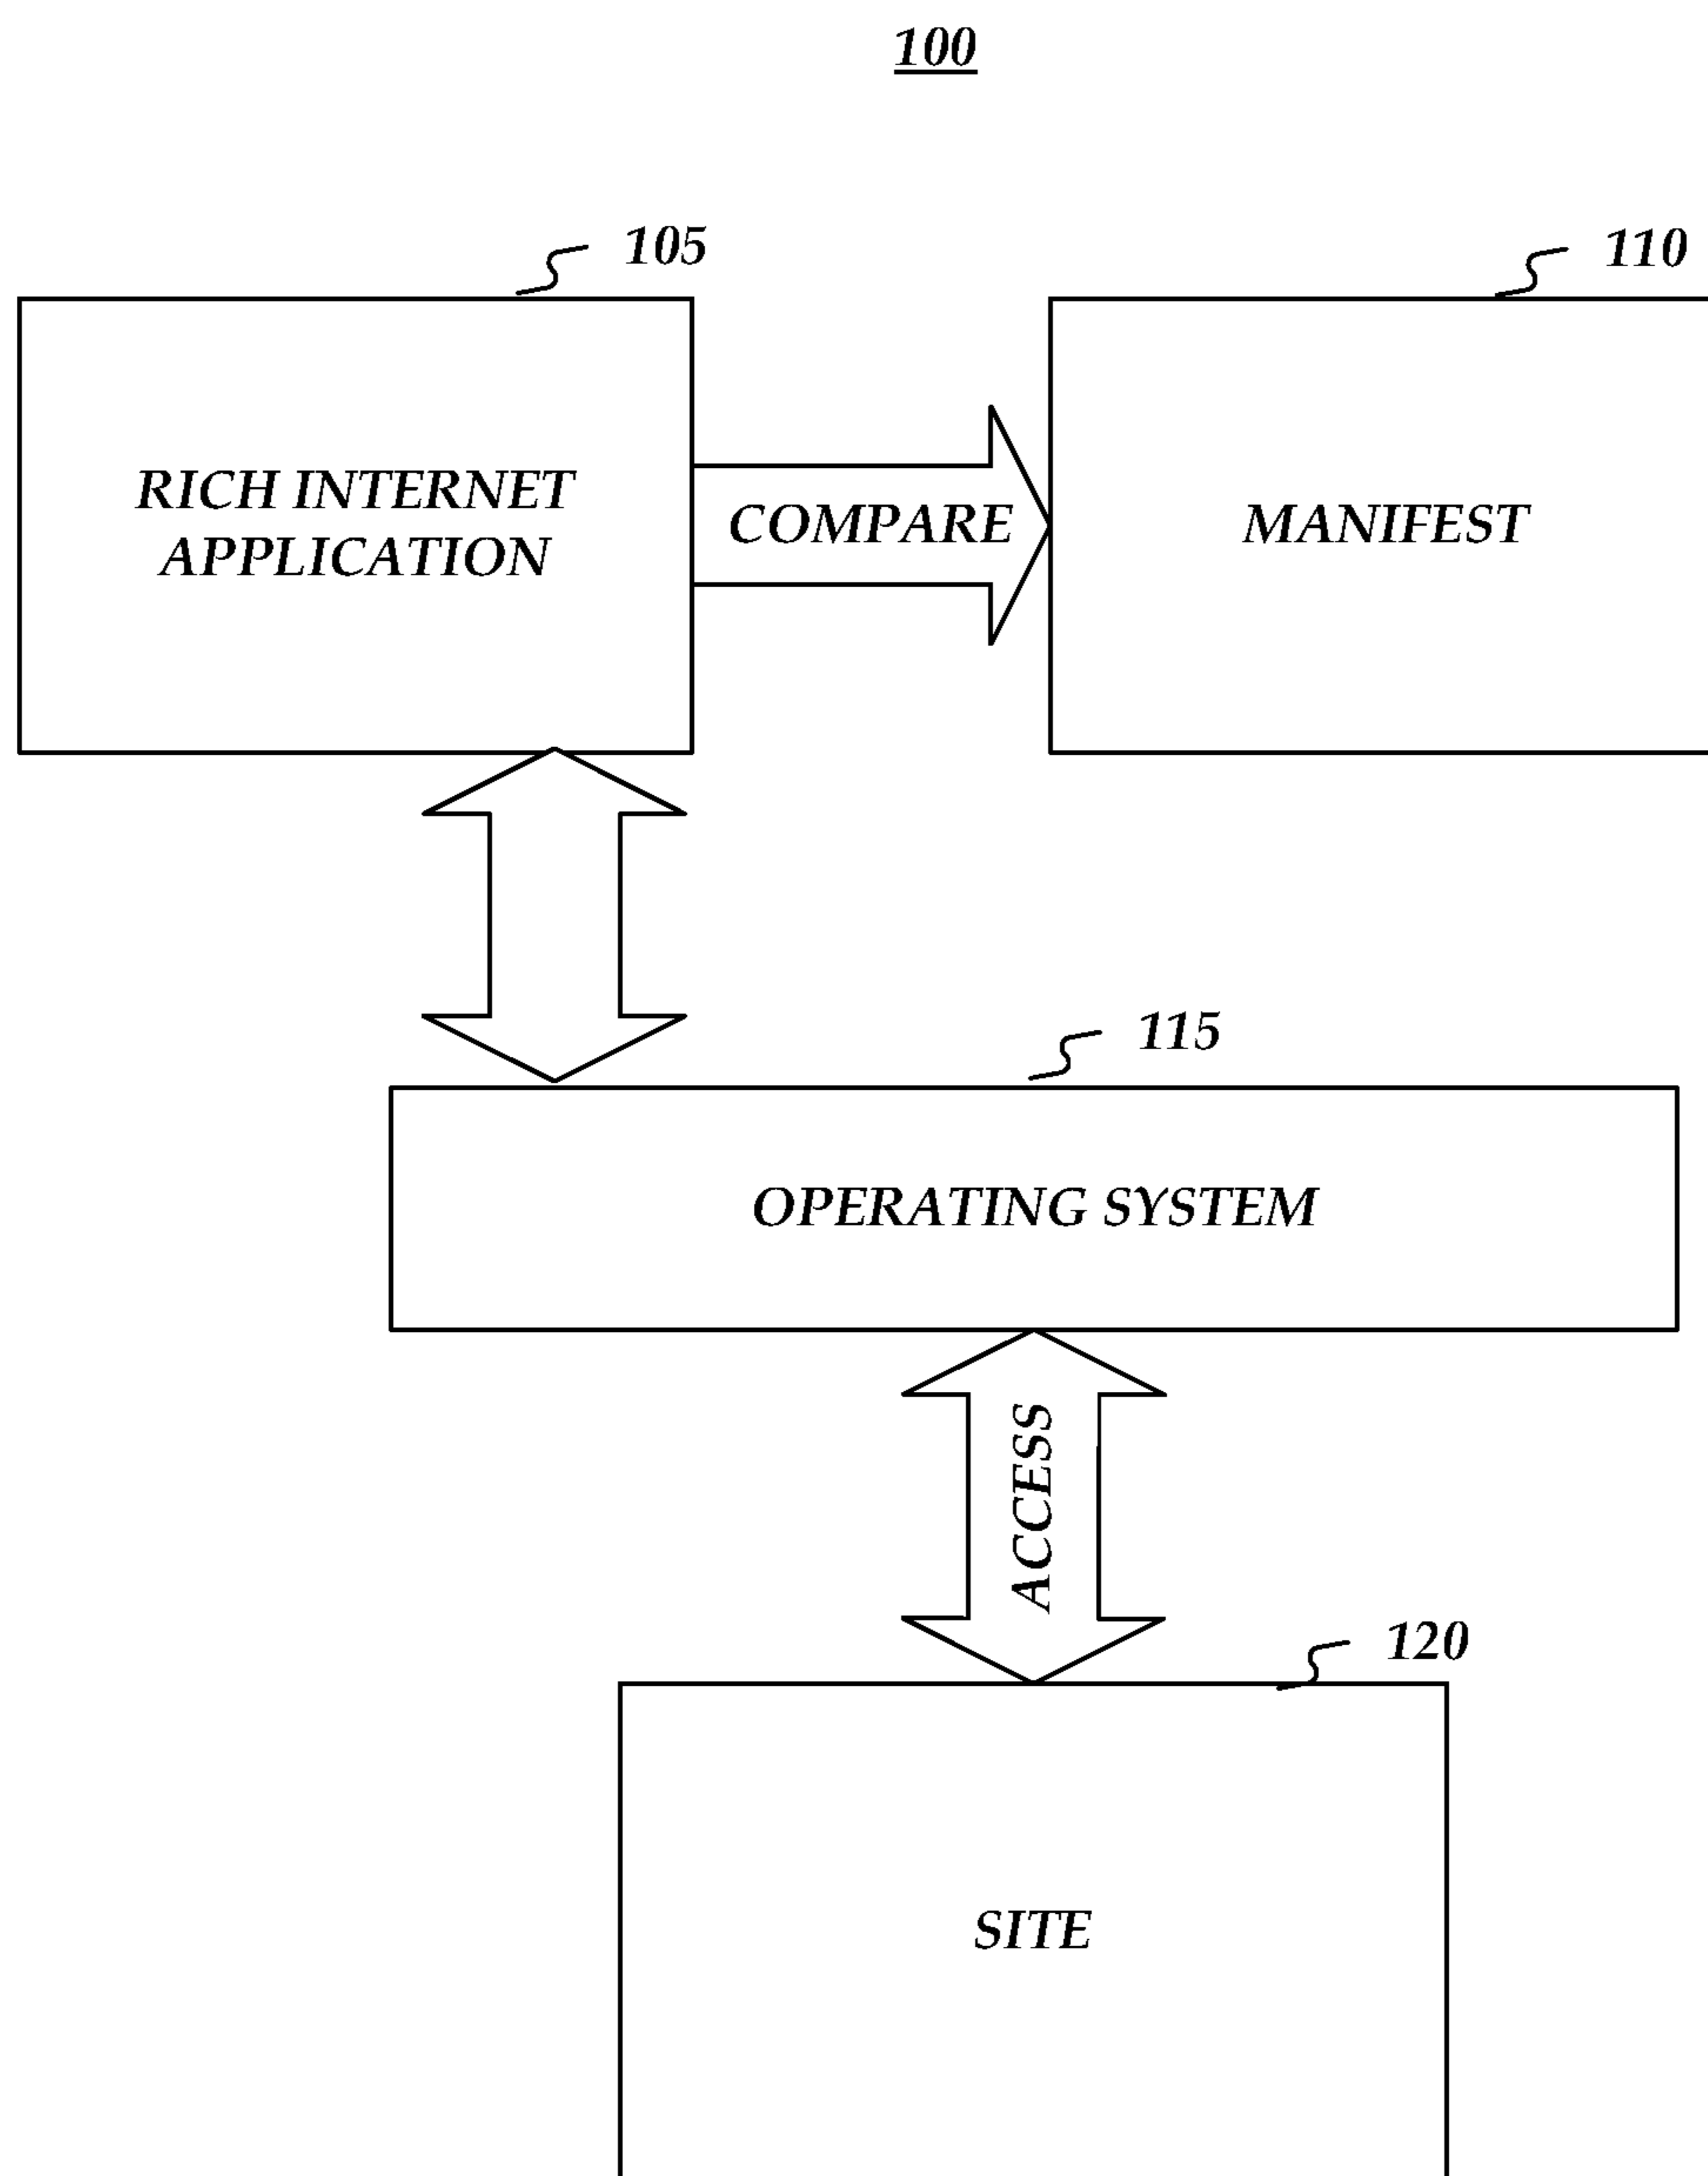 100
105
110
RICH INTERNET
APPLICATION
COMPARE
MANIFEST
115
OPERATING SYSTEM
ACCESS
120
SITE